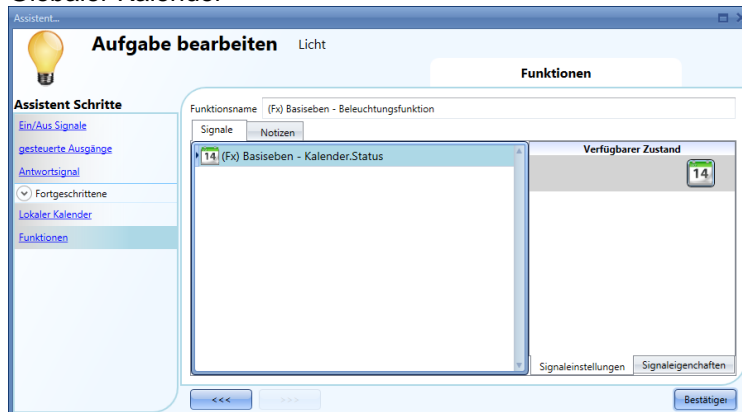 Globaler Kalender
Assistent...
Aufgabe bearbeiten Licht
Funktionen
Assistent Schritte
Ein/Aus Signale
gesteuerte Ausgänge
Antwortsignal
Fortgeschrittene
Lokaler Kalender
Funktionen
Funktionsname (Fx) Basiseben - Beleuchtungsfunktion
Signale Notizen
14 (Fx) Basiseben - Kalender.Status
Verfügbarer Zustand
14
Signaleinstellungen Signaleigenschaften
<<< >>> Bestätiger